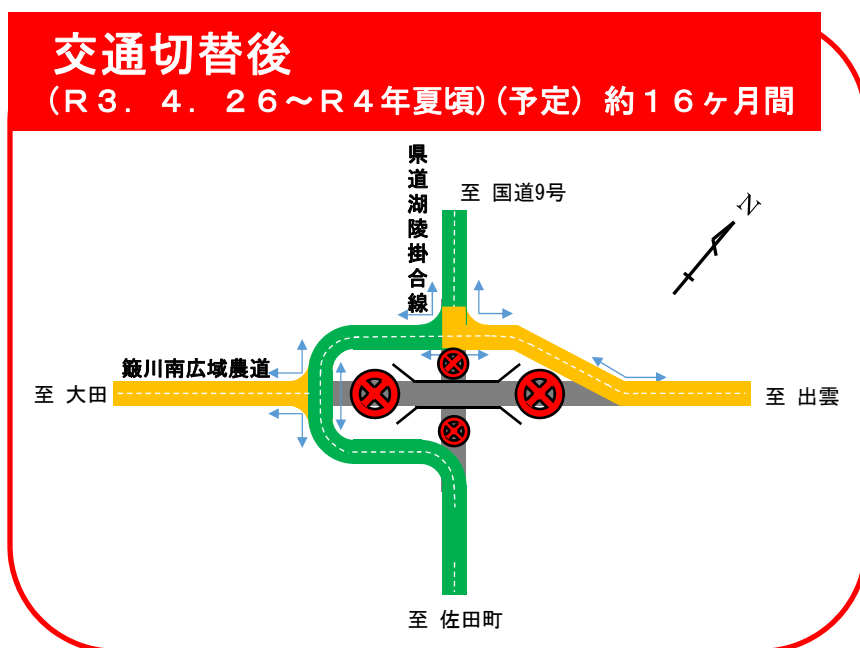 交通切替後
(Ｒ３．４．２６～Ｒ４年夏頃)(予定) 約１６ヶ月間
県道湖陵掛合線
至 国道9号
N
簸川南広域農道
至 大田
至 出雲
至 佐田町